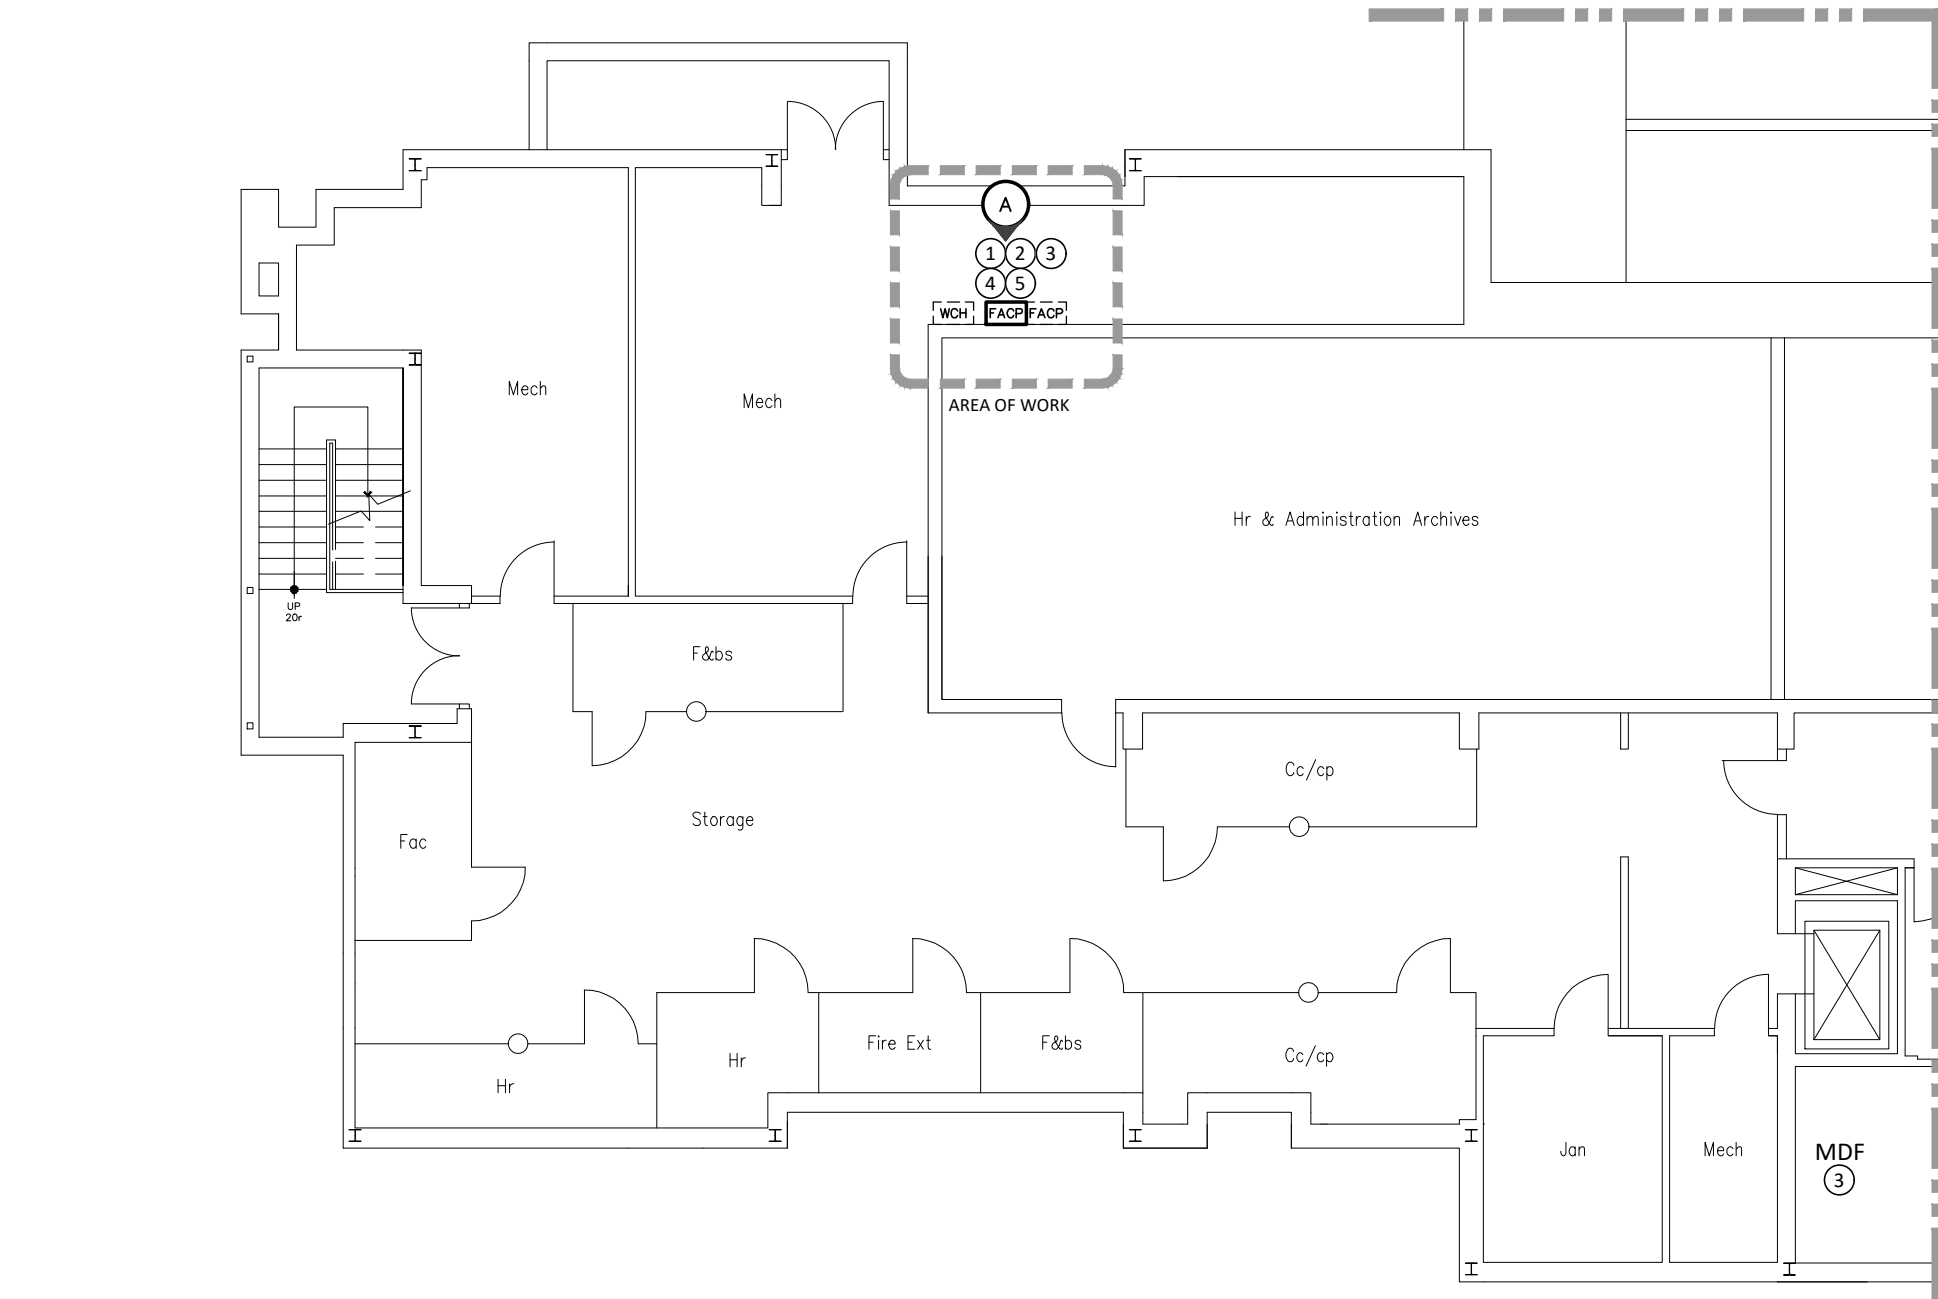 A
1 2 3
4 5
WCH FACP FACP
Mech
Mech
AREA OF WORK
Hr & Administration Archives
UP
20r
F&bs
Cc/cp
Storage
Fac
Hr
Hr
Fire Ext
F&bs
Cc/cp
Jan
Mech
MDF
3